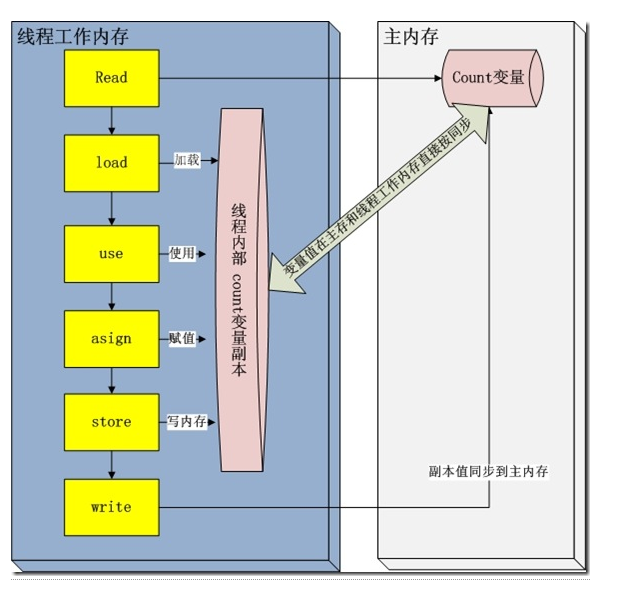 线程工作内存
主内存
Read
Count变量
load
加载
线程内部 count变量副本
变量值在主存和线程工作内存直接按同步
use
使用
asign
赋值
store
写内存
副本值同步到主内存
write